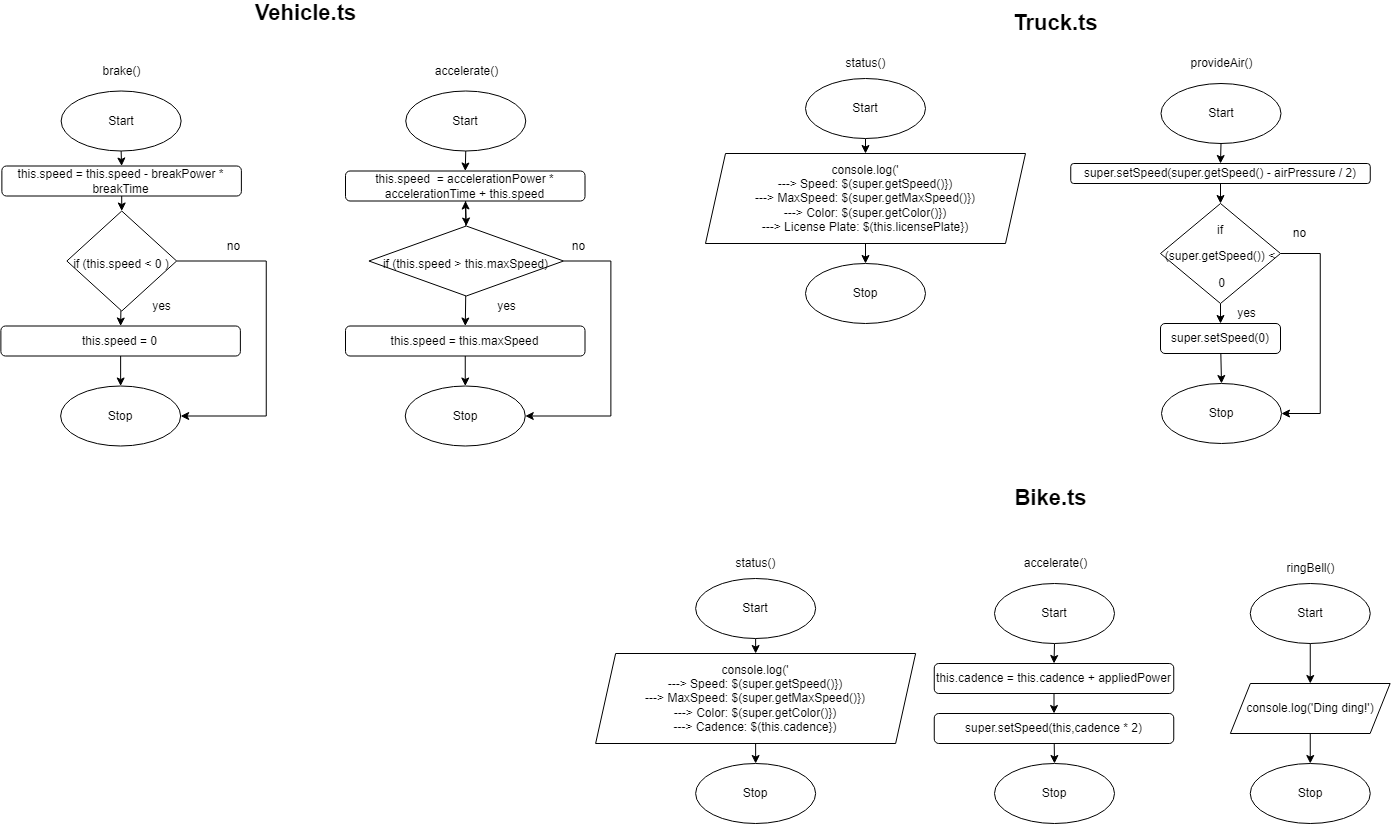 Vehicle.ts
brake()
Start
this.speed = this.speed - breakPower *
breakTime
if (this.speed < 0 )
no
yes
this.speed = 0
Stop
accelerate()
Start
this.speed  = accelerationPower *
accelerationTime + this.speed
if (this.speed > this.maxSpeed)
no
yes
this.speed = this.maxSpeed
Stop
Truck.ts
status()
Start
console.log('
---> Speed: $(super.getSpeed()})
---> MaxSpeed: $(super.getMaxSpeed()})
---> Color: $(super.getColor()})
---> License Plate: $(this.licensePlate})
Stop
provideAir()
Start
super.setSpeed(super.getSpeed() - airPressure / 2)
if
(super.getSpeed()) <
0
no
yes
super.setSpeed(0)
Stop
Bike.ts
status()
Start
console.log('
---> Speed: $(super.getSpeed()})
---> MaxSpeed: $(super.getMaxSpeed()})
---> Color: $(super.getColor()})
---> Cadence: $(this.cadence})
Stop
accelerate()
Start
this.cadence = this.cadence + appliedPower
super.setSpeed(this,cadence * 2)
Stop
ringBell()
Start
console.log('Ding ding!')
Stop